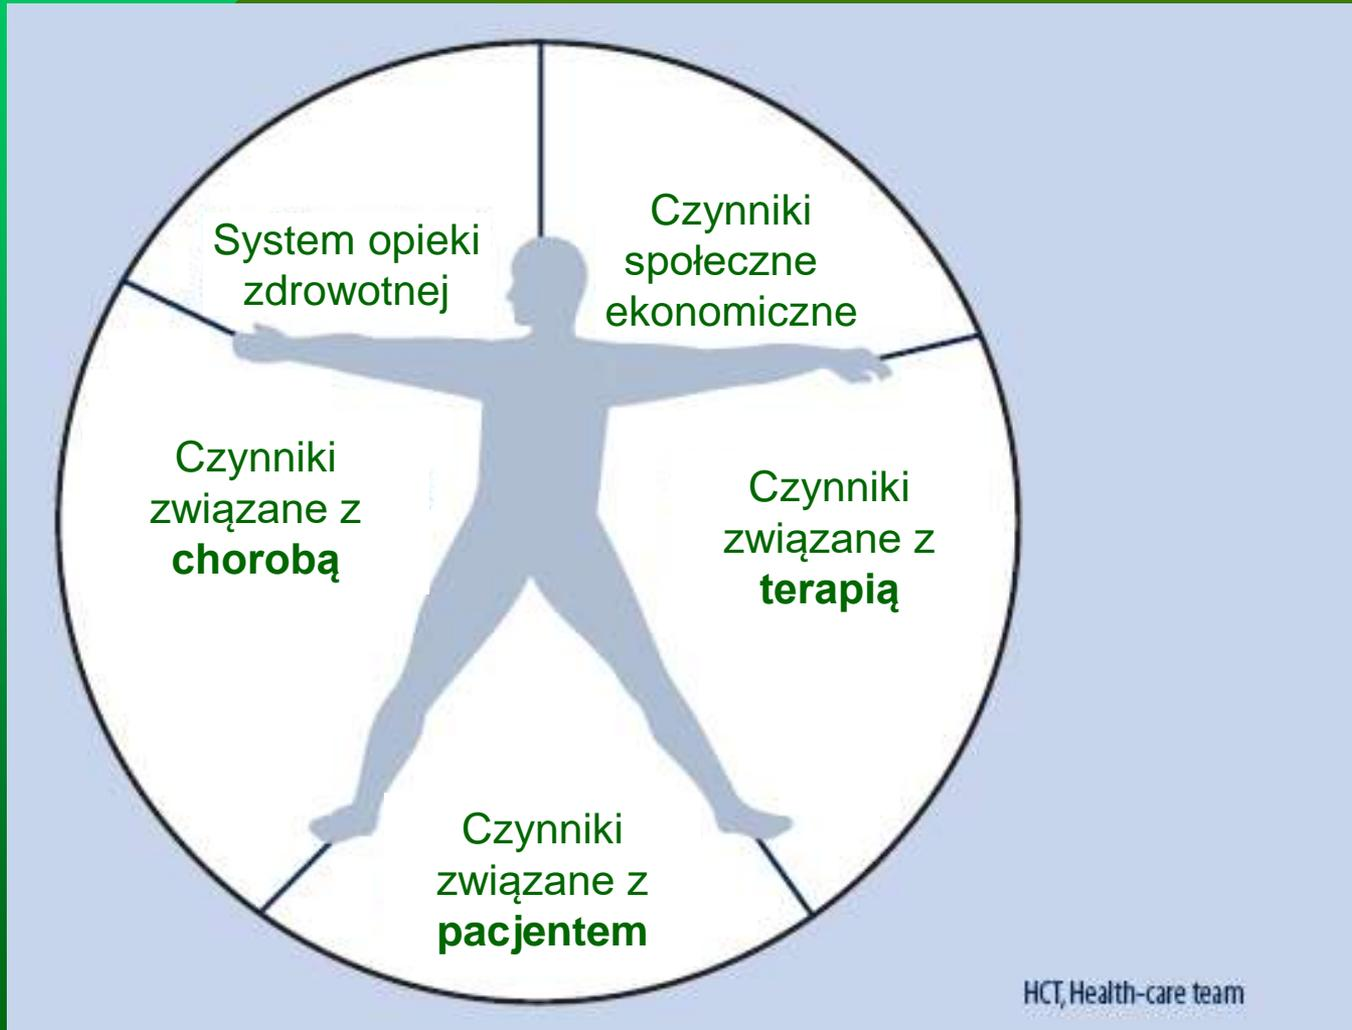 System opieki
zdrowotnej
Czynniki
społeczne
ekonomiczne
Czynniki
związane z
chorobą
Czynniki
związane z
terapią
Czynniki
związane z
pacjentem
HCT, Health-care team